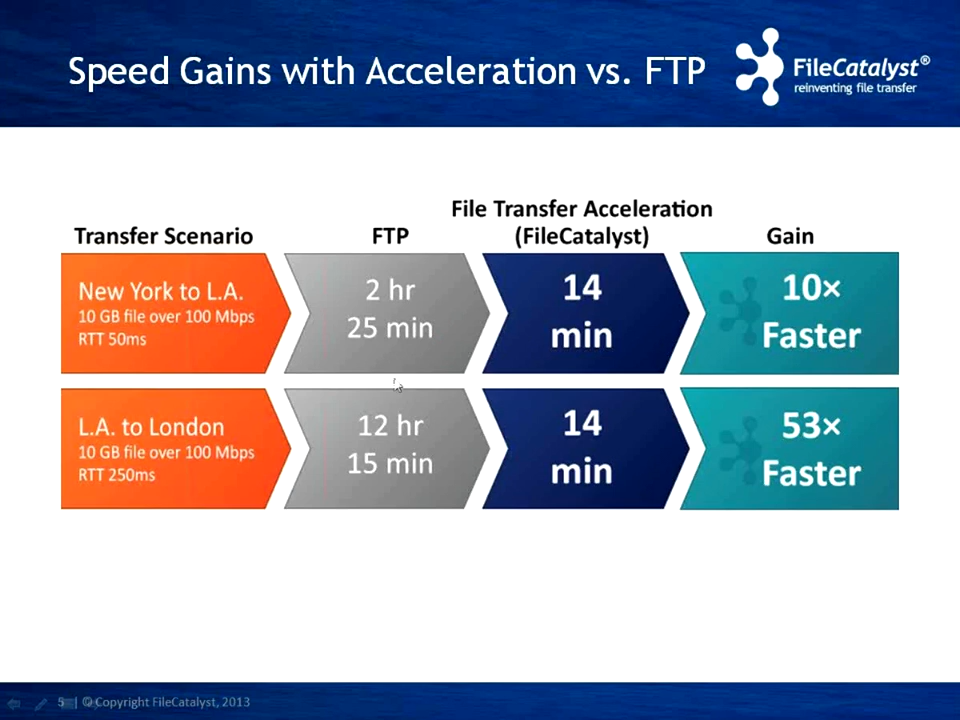 Speed Gains with Acceleration vs. FTP
FileCatalyst®
reinventing file transfer
Transfer Scenario
FTP
File Transfer Acceleration
(FileCatalyst)
Gain
New York to L.A.
10 GB file over 100 Mbps
RTT 50ms
2 hr
25 min
14
min
10×
Faster
L.A. to London
10 GB file over 100 Mbps
RTT 250ms
12 hr
15 min
14
min
53×
Faster
5 | © Copyright FileCatalyst, 2013